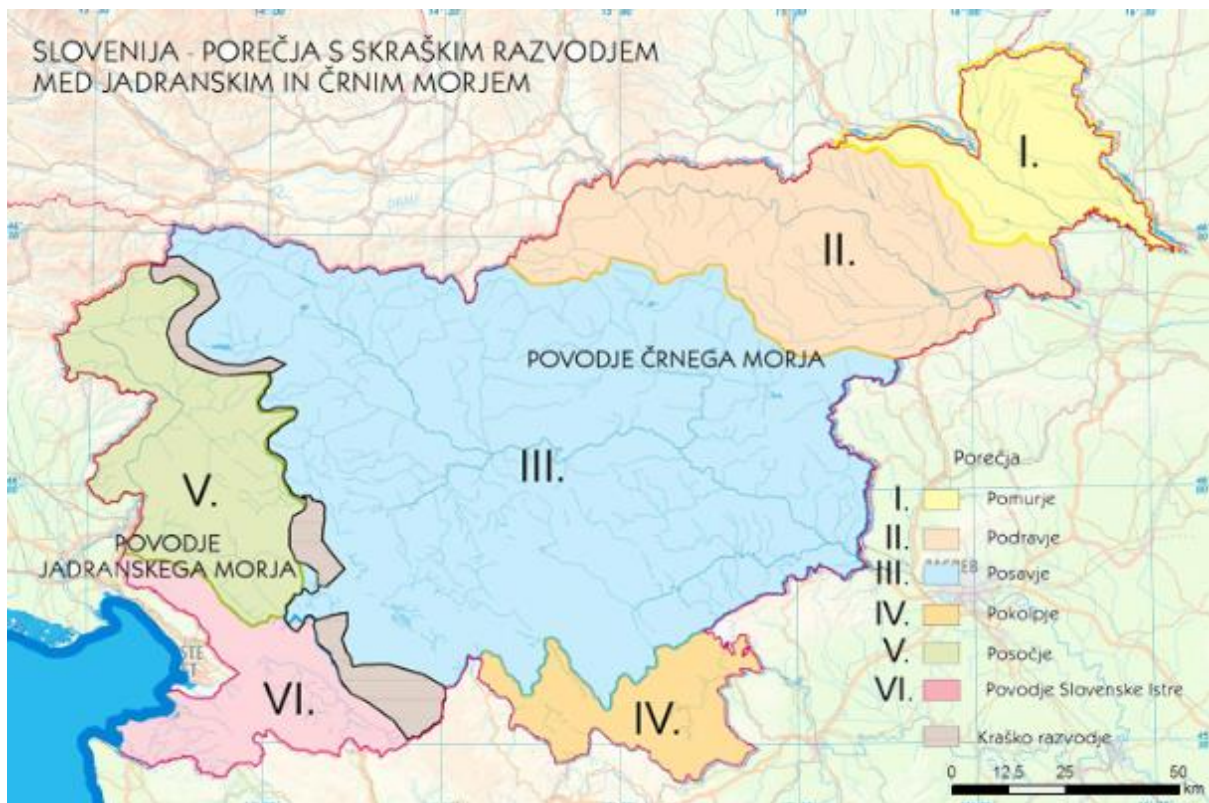 SLOVENIJA - POREČJA S SKRAŠKIM RAZVODJEM
MED JADRANSKIM IN ČRNIM MORJEM
I.
II.
POVODJE ČRNEGA MORJA
III.
V.
POVODJE
JADRANSKEGA MORJA
VI.
IV.
Porečja...
I. Pomurje
II. Podravje
III. Posavje
IV. Pokolpje
V. Posočje
VI. Povodje Slovenske Istre
Kraško razvodje
0 12,5 25 50
km